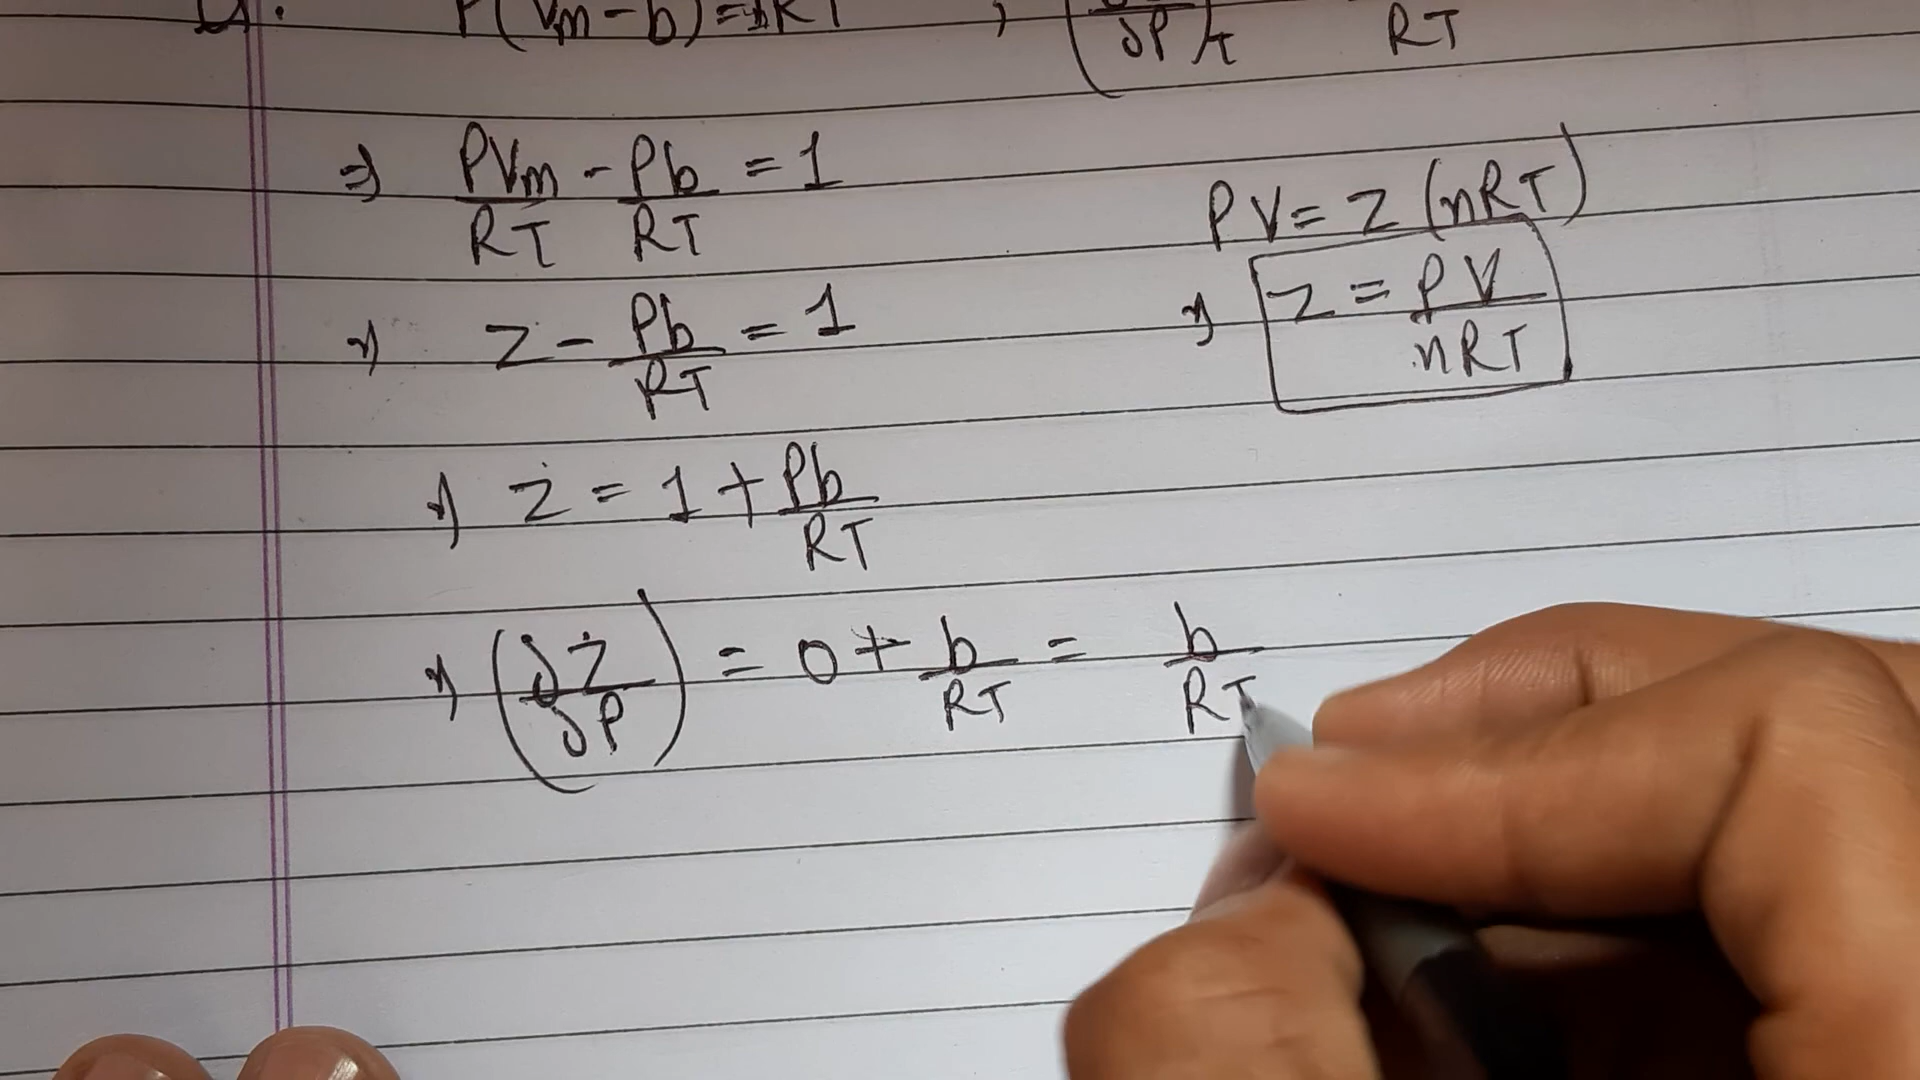 P(Vm - b) = RT , (∂P)T RT
⇒ PVm/RT - Pb/RT = 1
PV = Z (nRT)
⇒ Z - Pb/RT = 1
⇒ Z = PV/nRT
⇒ Z = 1 + Pb/RT
⇒ (∂Z/∂P) = 0 + b/RT = b/RT